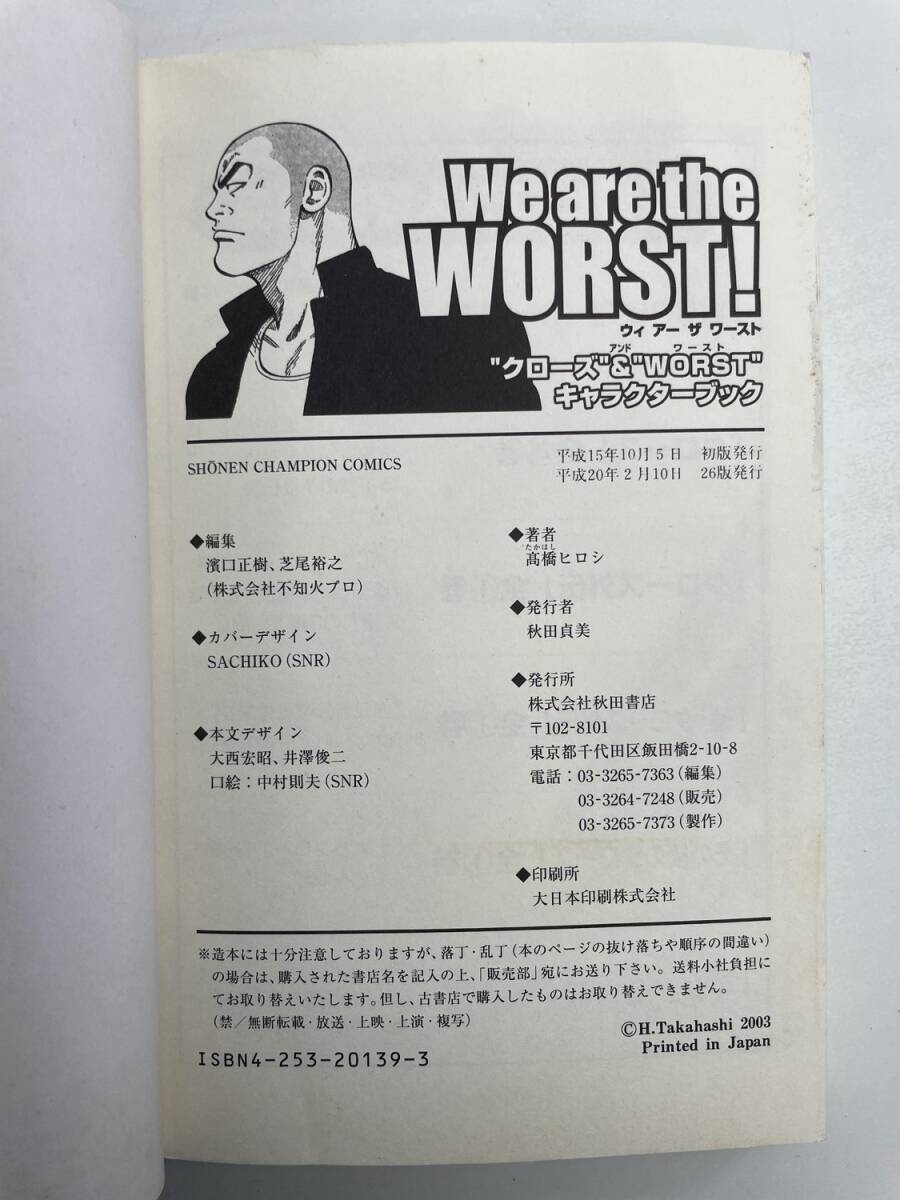 We are the
WORST!
ウィ アー ザ ワースト
アンド ワースト
"クローズ"&"WORST"
キャラクターブック
SHŌNEN CHAMPION COMICS
平成15年10月5日 初版発行
平成20年2月10日 26版発行
◆編集
濱口正樹、芝尾裕之
(株式会社不知火プロ)
◆カバーデザイン
SACHIKO(SNR)
◆本文デザイン
大西宏昭、井澤俊二
口絵:中村則夫(SNR)
◆著者
たかはし
髙橋ヒロシ
◆発行者
秋田貞美
◆発行所
株式会社秋田書店
〒102-8101
東京都千代田区飯田橋2-10-8
電話:03-3265-7363(編集)
03-3264-7248(販売)
03-3265-7373(製作)
◆印刷所
大日本印刷株式会社
※造本には十分注意しておりますが、落丁・乱丁(本のページの抜け落ちや順序の間違い)
の場合は、購入された書店名を記入の上、「販売部」宛にお送り下さい。送料小社負担に
てお取り替えいたします。但し、古書店で購入したものはお取り替えできません。
(禁/無断転載・放送・上映・上演・複写)
©H.Takahashi 2003
Printed in Japan
ISBN4-253-20139-3